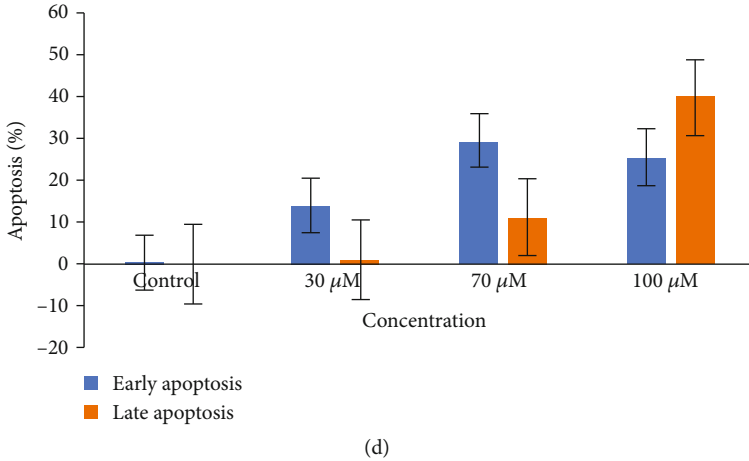 60
50
40
30
20
10
0
−10
−20
Apoptosis (%)
Control 30 μM 70 μM 100 μM
Concentration
Early apoptosis
Late apoptosis
(d)